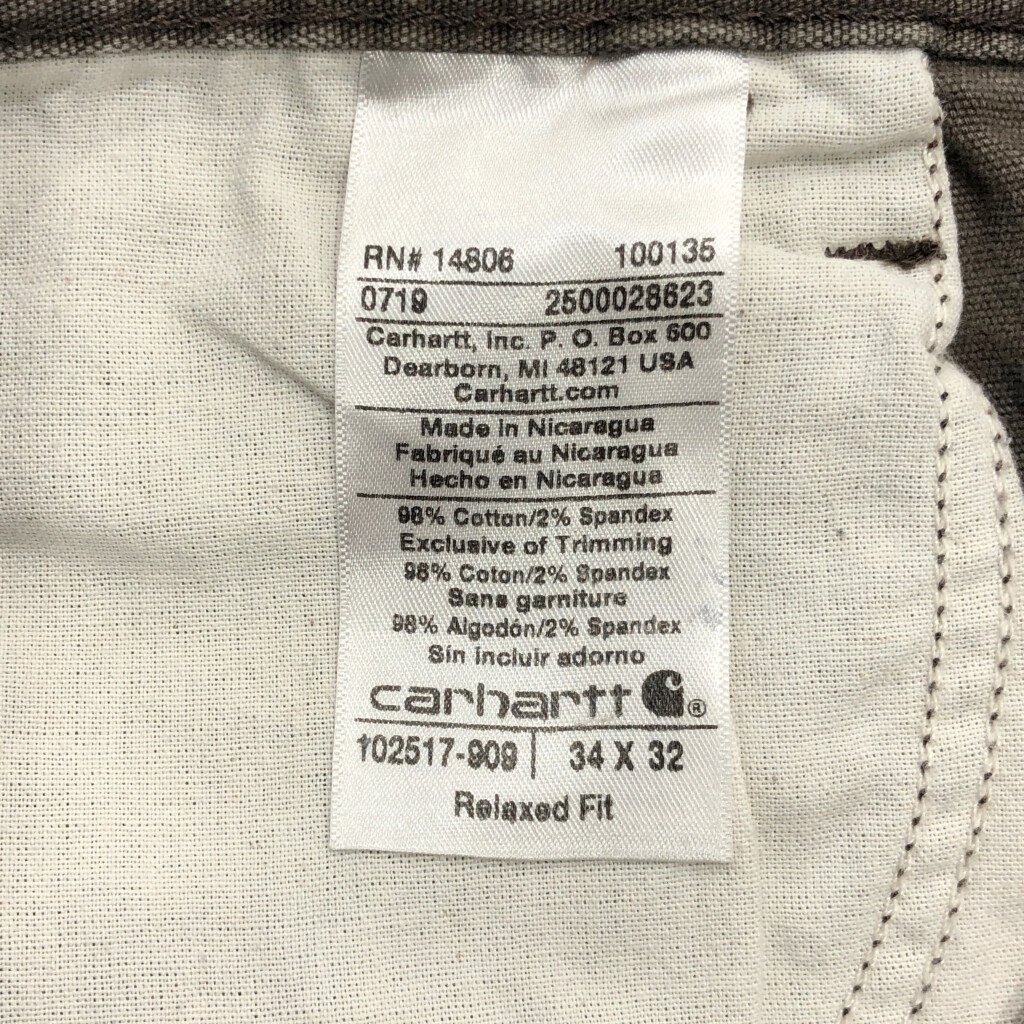 RN# 14806 100135
0719 2500028623
Carhartt, Inc. P. O. Box 600
Dearborn, MI 48121 USA
Carhartt.com
Made in Nicaragua
Fabriqué au Nicaragua
Hecho en Nicaragua
98% Cotton/2% Spandex
Exclusive of Trimming
98% Coton/2% Spandex
Sans garniture
98% Algodón/2% Spandex
Sin incluir adorno
carhartt ®
102517-909 | 34 X 32
Relaxed Fit